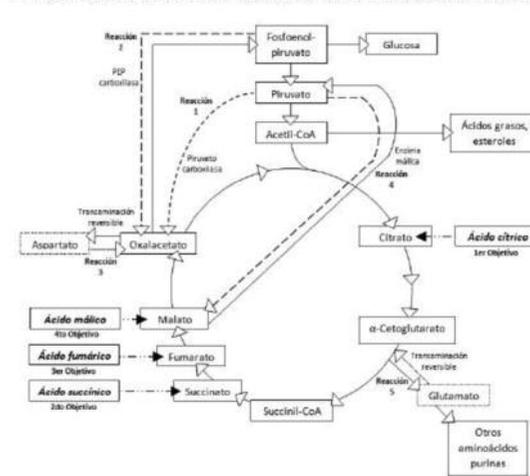 Reacción
2
PEP
carboxilasa
Fosfoenol-
piruvato
Glucosa
Piruvato
Reacción
1
Piruvato
carboxilasa
Acetil-CoA
Enzima
málica
Reacción
4
Ácidos grasos,
esteroles
Transaminación
reversible
Aspartato
Oxalacetato
Reacción
3
Citrato
Ácido cítrico
1er Objetivo
Ácido málico
4to Objetivo
Malato
α-Cetoglutarato
Ácido fumárico
3er Objetivo
Fumarato
Transaminación
reversible
Reacción
5
Ácido succínico
2do Objetivo
Succinato
Glutamato
Succinil-CoA
Otros
aminoácidos
purinas